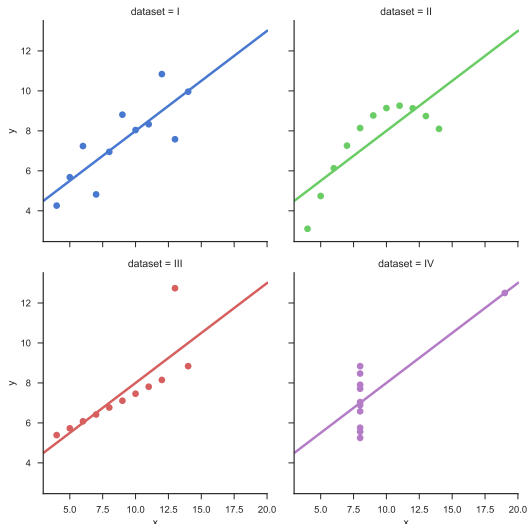 dataset = I
dataset = II
12
10
8
6
4
y
dataset = III
dataset = IV
12
10
8
6
4
y
5.0 7.5 10.0 12.5 15.0 17.5 20.0
5.0 7.5 10.0 12.5 15.0 17.5 20.0
x
x